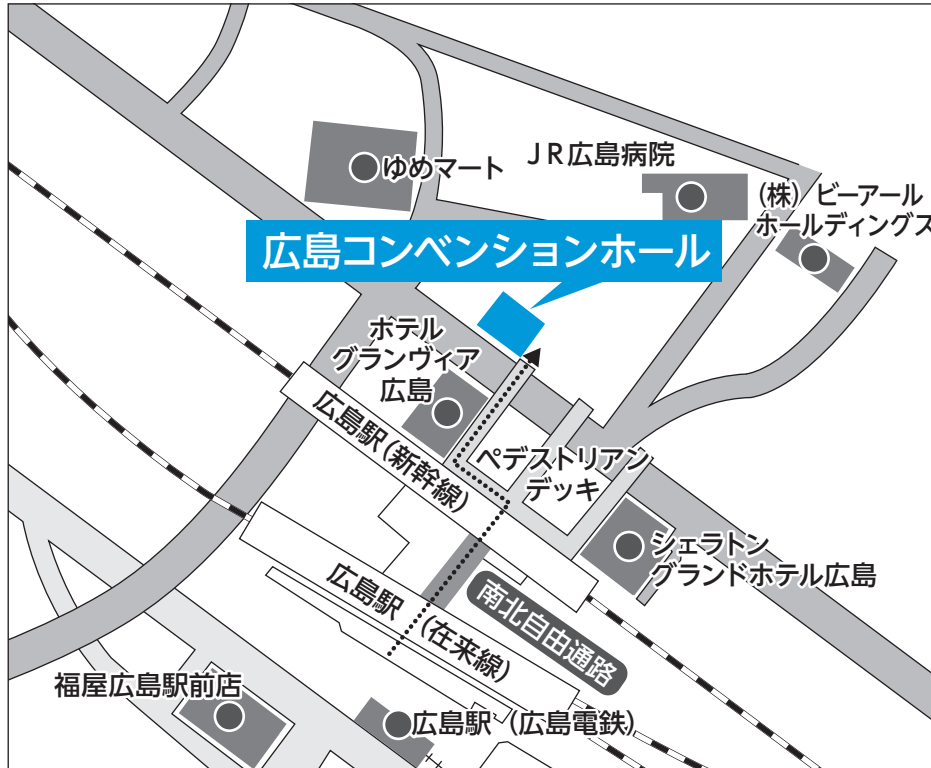 JR広島病院
ゆめマート
(株) ビーアール
ホールディングス
広島コンベンションホール
ホテル
グランヴィア
広島
広島駅(新幹線)
ペデストリアン
デッキ
シェラトン
グランドホテル広島
広島駅 (在来線)
南北自由通路
福屋広島駅前店
広島駅 (広島電鉄)